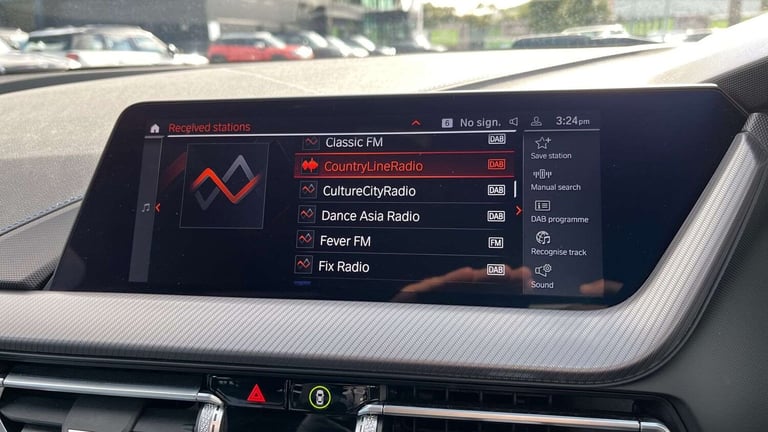 Received stations
6 No sign. 3:24pm
Classic FM DAB
CountryLineRadio DAB
CultureCityRadio DAB
Dance Asia Radio DAB
Fever FM FM
Fix Radio DAB
Save station
Manual search
DAB programme
Recognise track
Sound